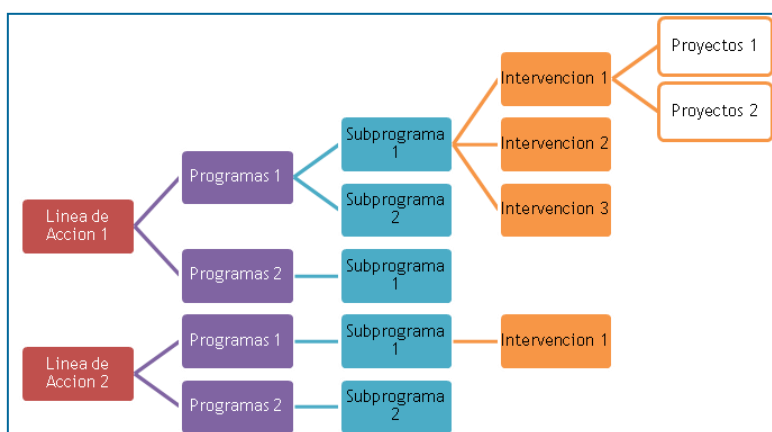 Proyectos 1
Intervencion 1
Proyectos 2
Subprograma
1
Intervencion 2
Programas 1
Subprograma
2
Intervencion 3
Linea de
Accion 1
Programas 2
Subprograma
1
Programas 1
Subprograma
1
Intervencion 1
Linea de
Accion 2
Programas 2
Subprograma
2